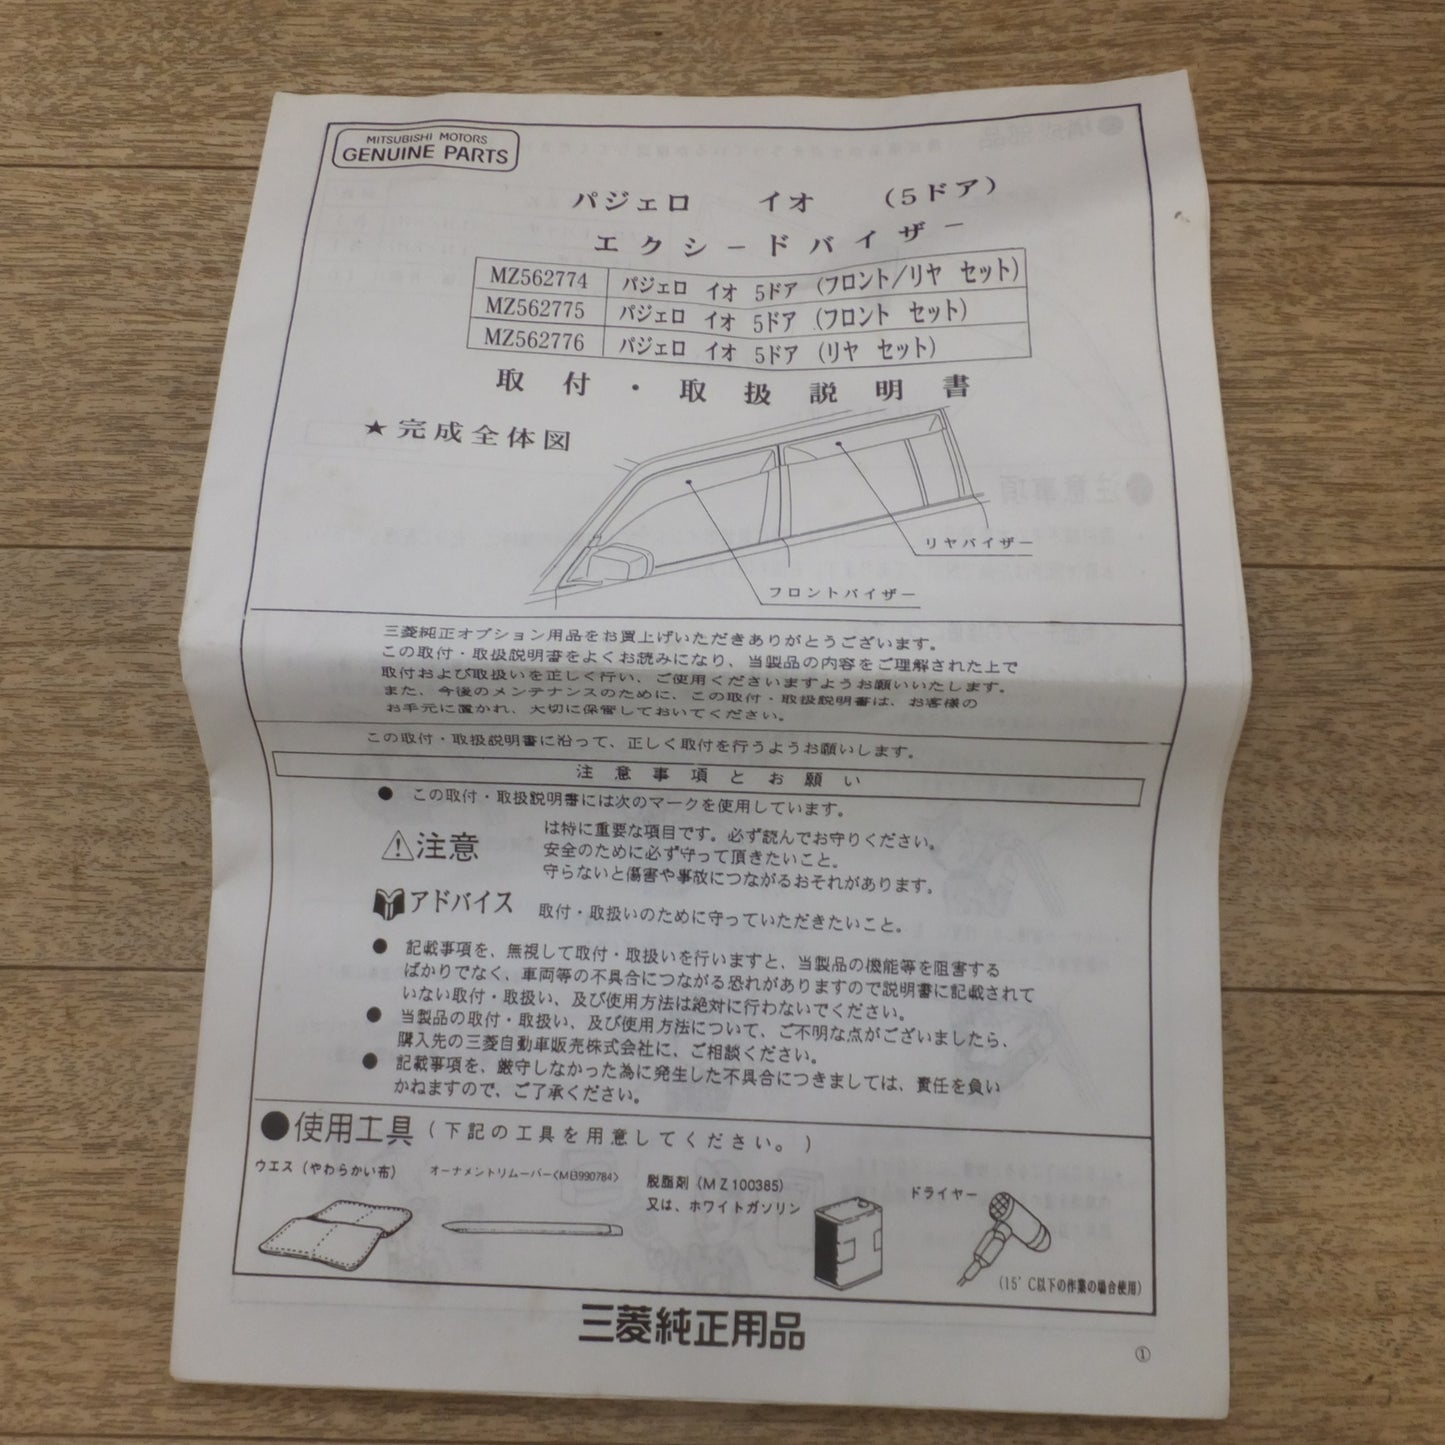 MITSUBISHI MOTORS
GENUINE PARTS
パジェロ イオ (5ドア)
エクシードバイザー
MZ562774 パジェロ イオ 5ドア (フロント/リヤ セット)
MZ562775 パジェロ イオ 5ドア (フロント セット)
MZ562776 パジェロ イオ 5ドア (リヤ セット)
取付・取扱説明書
★完成全体図
リヤバイザー
フロントバイザー
三菱純正オプション用品をお買上げいただきありがとうございます。
この取付・取扱説明書をよくお読みになり、当製品の内容をご理解された上で
取付および取扱いを正しく行い、ご使用くださいますようお願いいたします。
また、今後のメンテナンスのために、この取付・取扱説明書は、お客様の
お手元に置かれ、大切に保管しておいてください。
この取付・取扱説明書に沿って、正しく取付を行うようお願いします。
注意事項とお願い
● この取付・取扱説明書には次のマークを使用しています。
⚠注意
は特に重要な項目です。必ず読んでお守りください。
安全のために必ず守って頂きたいこと。
守らないと傷害や事故につながるおそれがあります。
アドバイス 取付・取扱いのために守っていただきたいこと。
● 記載事項を、無視して取付・取扱いを行いますと、当製品の機能等を阻害する
ばかりでなく、車両等の不具合につながる恐れがありますので説明書に記載されて
いない取付・取扱い、及び使用方法は絶対に行わないでください。
● 当製品の取付・取扱い、及び使用方法について、ご不明な点がございましたら、
購入先の三菱自動車販売株式会社に、ご相談ください。
● 記載事項を、厳守しなかった為に発生した不具合につきましては、責任を負い
かねますので、ご了承ください。
●使用工具 (下記の工具を用意してください。)
ウエス (やわらかい布)
オーナメントリムーバー<MB990784>
脱脂剤 (MZ100385)
又は、ホワイトガソリン
ドライヤー
(15°C以下の作業の場合使用)
三菱純正用品
①